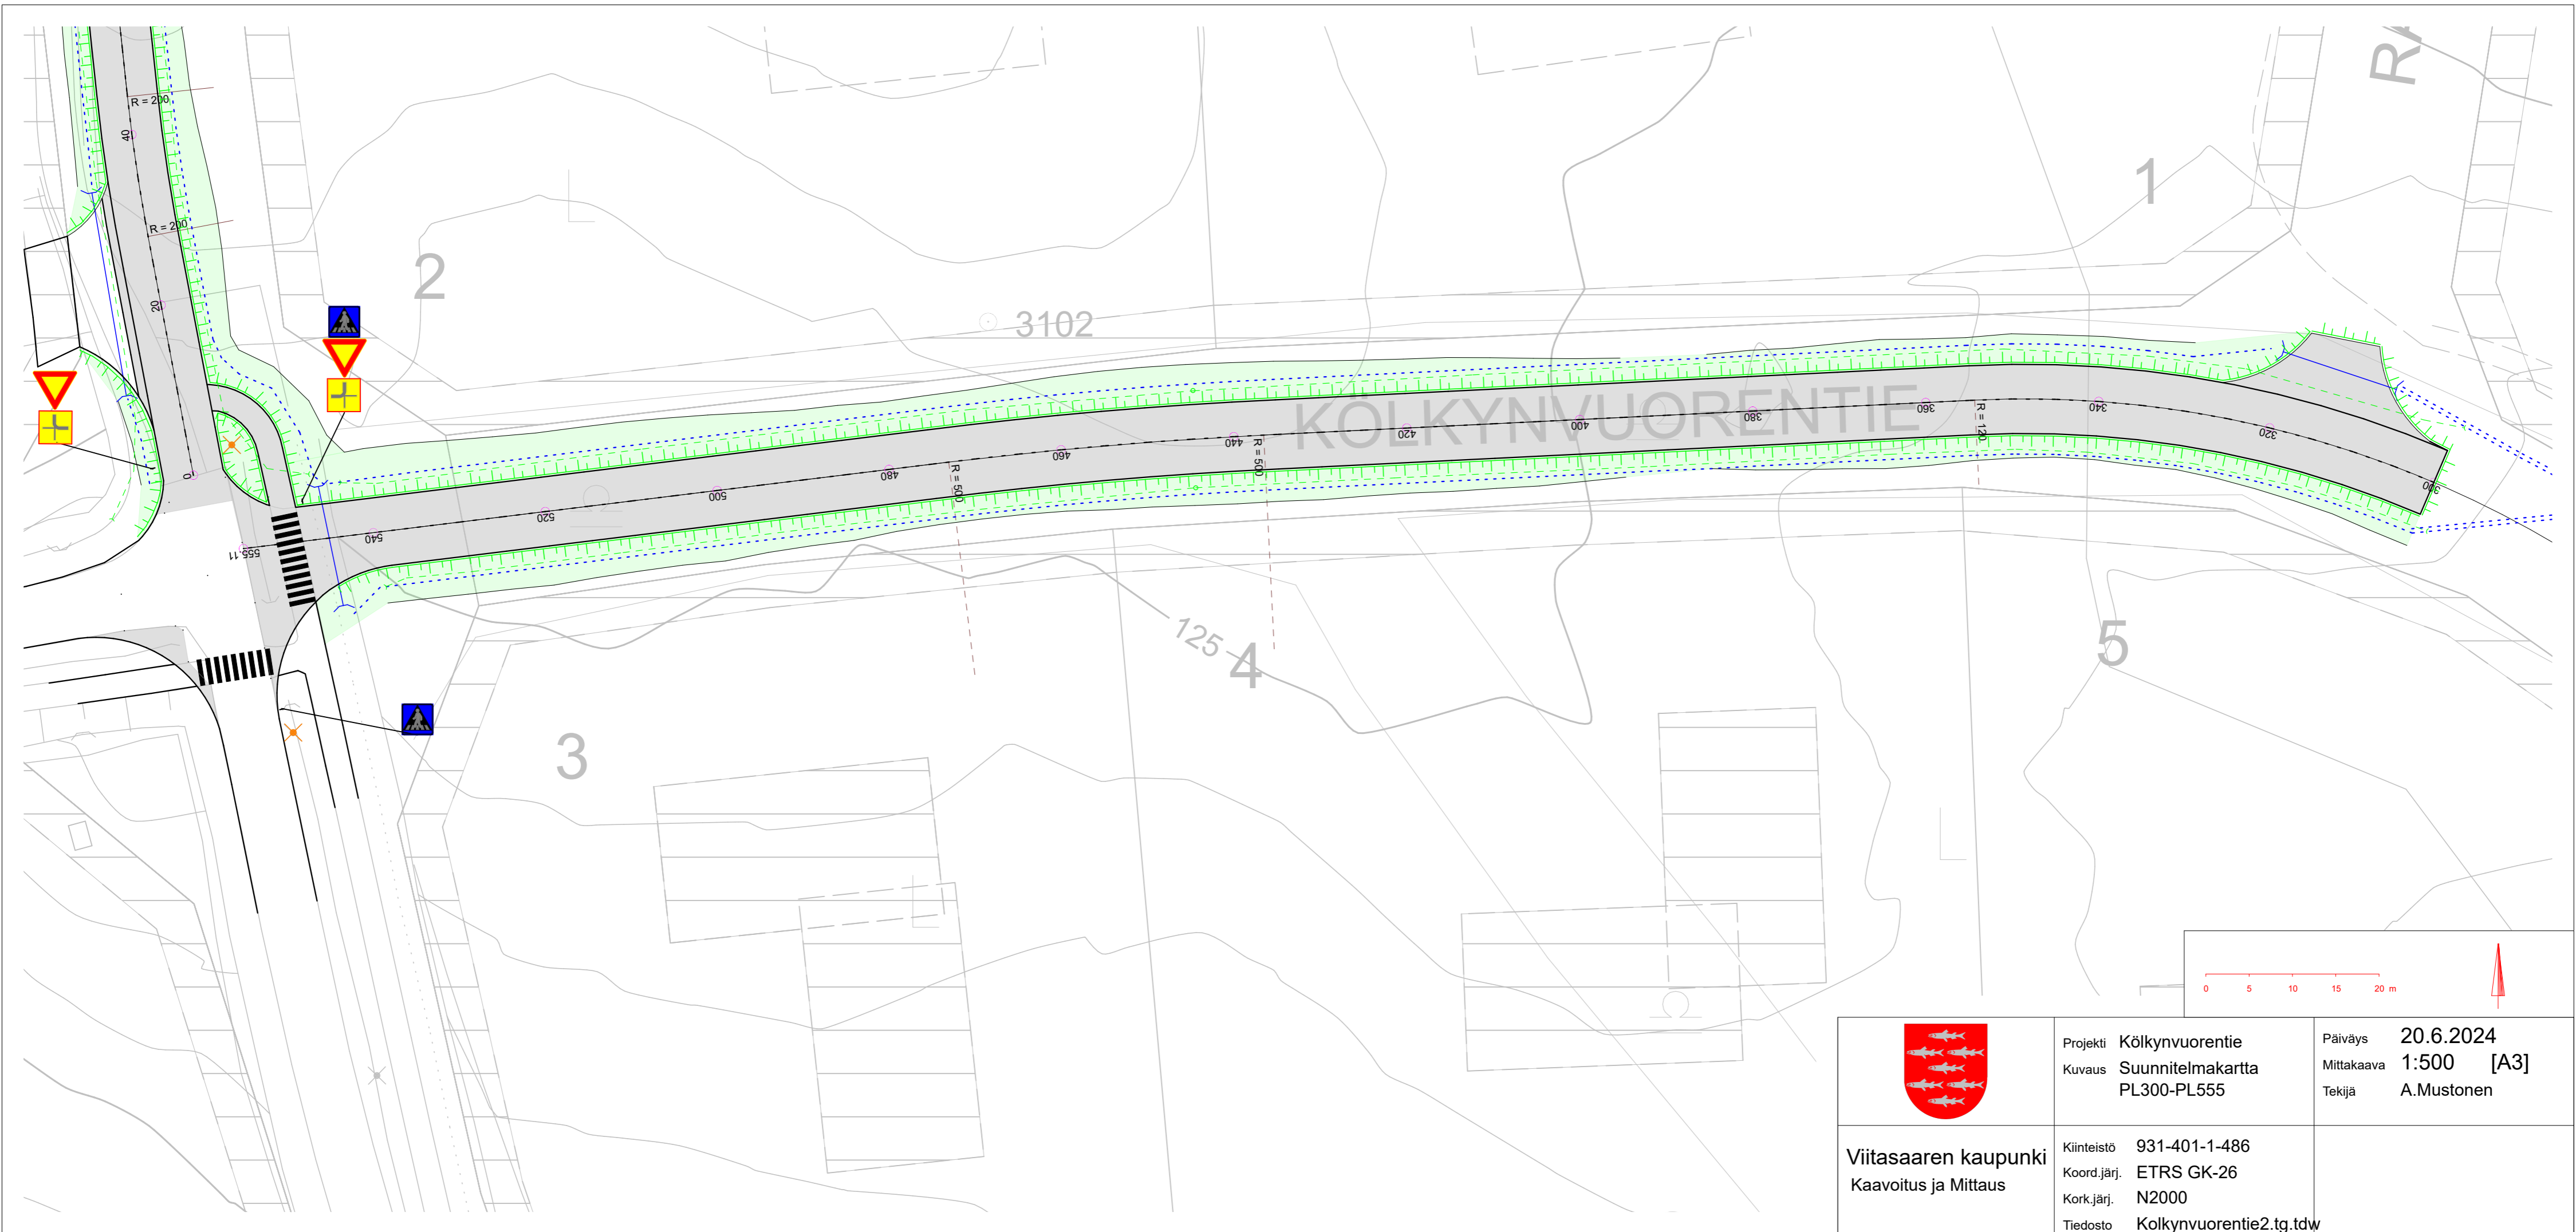 R = 200
40
R = 200
20
0
2
3102
1
RA
KÖLKYNVUORENTIE
555.11
540
520
500
480
R = 500
460
440
R = 500
420
400
380
360
R = 120
340
320
300
125
4
5
3
0 5 10 15 20 m
Projekti Kölkynvuorentie
Kuvaus Suunnitelmakartta
PL300-PL555
Päiväys 20.6.2024
Mittakaava 1:500 [A3]
Tekijä A.Mustonen
Viitasaaren kaupunki
Kaavoitus ja Mittaus
Kiinteistö 931-401-1-486
Koord.järj. ETRS GK-26
Kork.järj. N2000
Tiedosto Kolkynvuorentie2.tg.tdw